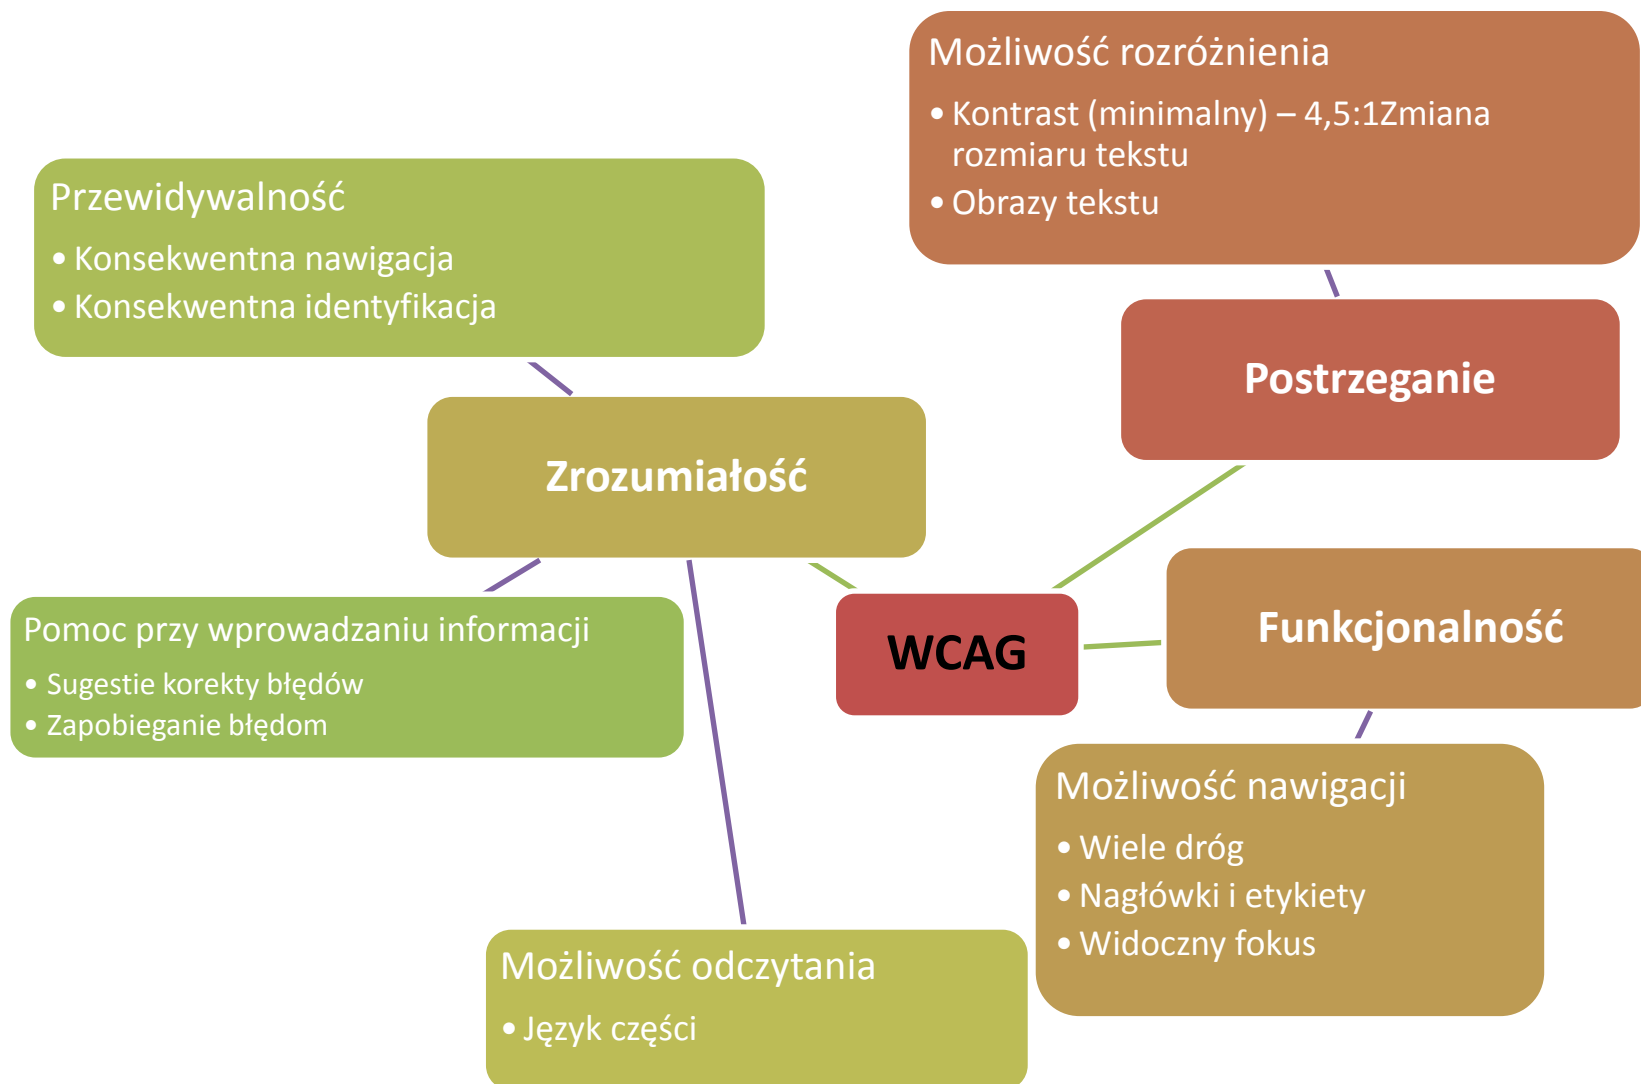 Możliwość rozróżnienia
• Kontrast (minimalny) – 4,5:1Zmiana
rozmiaru tekstu
• Obrazy tekstu
Przewidywalność
• Konsekwentna nawigacja
• Konsekwentna identyfikacja
Postrzeganie
Zrozumiałość
Pomoc przy wprowadzaniu informacji
• Sugestie korekty błędów
• Zapobieganie błędom
WCAG
Funkcjonalność
Możliwość nawigacji
• Wiele dróg
• Nagłówki i etykiety
• Widoczny fokus
Możliwość odczytania
• Język części